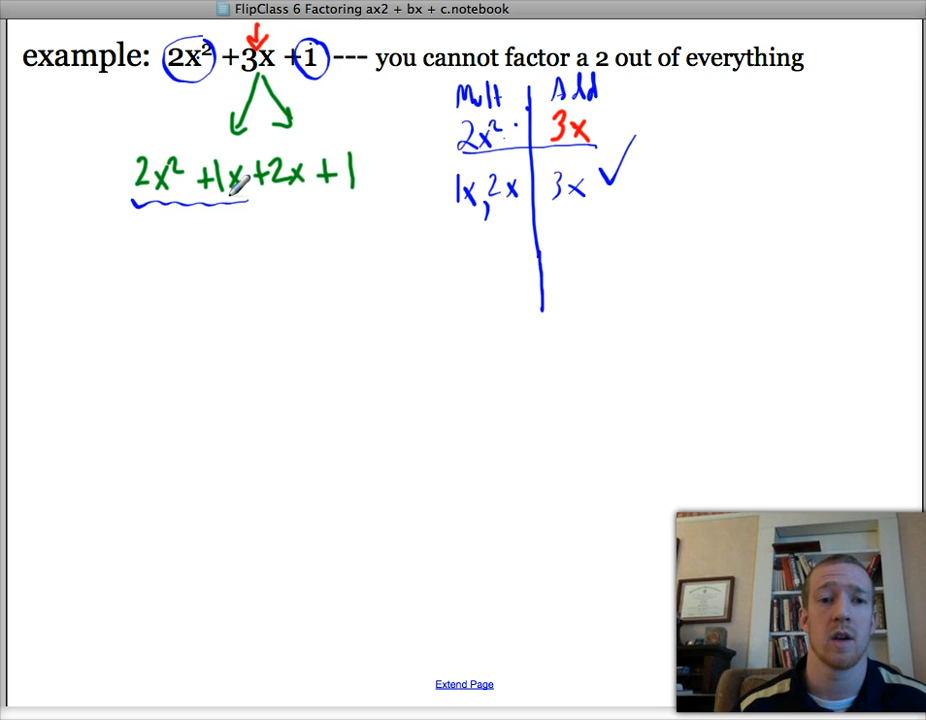 FlipClass 6 Factoring ax2 + bx + c.notebook
example: 2x² +3x +1 --- you cannot factor a 2 out of everything
Mult Add
2x² 3x
2x² +1x +2x +1
1x, 2x 3x ✓
Extend Page